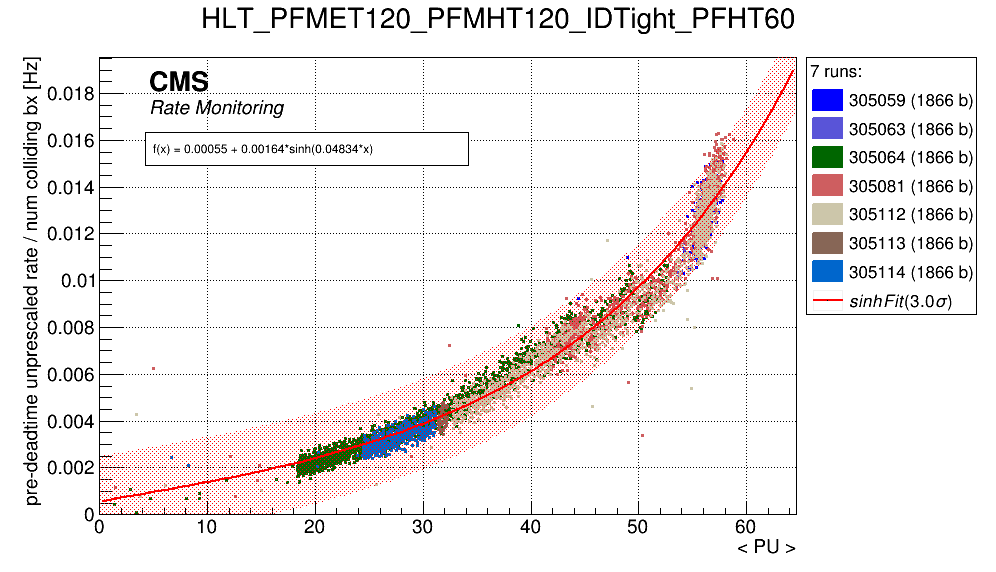 HLT_PFMET120_PFMHT120_IDTight_PFHT60
pre-deadtime unprescaled rate / num colliding bx [Hz]
CMS
Rate Monitoring
f(x) = 0.00055 + 0.00164*sinh(0.04834*x)
0.018
0.016
0.014
0.012
0.01
0.008
0.006
0.004
0.002
0
0 10 20 30 40 50 60
< PU >
7 runs:
305059 (1866 b)
305063 (1866 b)
305064 (1866 b)
305081 (1866 b)
305112 (1866 b)
305113 (1866 b)
305114 (1866 b)
sinhFit(3.0σ)